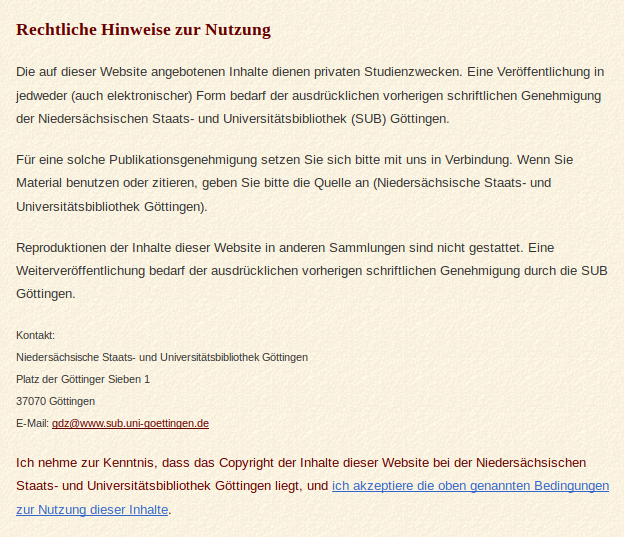 Rechtliche Hinweise zur Nutzung
Die auf dieser Website angebotenen Inhalte dienen privaten Studienzwecken. Eine Veröffentlichung in
jedweder (auch elektronischer) Form bedarf der ausdrücklichen vorherigen schriftlichen Genehmigung
der Niedersächsischen Staats- und Universitätsbibliothek (SUB) Göttingen.
Für eine solche Publikationsgenehmigung setzen Sie sich bitte mit uns in Verbindung. Wenn Sie
Material benutzen oder zitieren, geben Sie bitte die Quelle an (Niedersächsische Staats- und
Universitätsbibliothek Göttingen).
Reproduktionen der Inhalte dieser Website in anderen Sammlungen sind nicht gestattet. Eine
Weiterveröffentlichung bedarf der ausdrücklichen vorherigen schriftlichen Genehmigung durch die SUB
Göttingen.
Kontakt:
Niedersächsische Staats- und Universitätsbibliothek Göttingen
Platz der Göttinger Sieben 1
37070 Göttingen
E-Mail: gdz@www.sub.uni-goettingen.de
Ich nehme zur Kenntnis, dass das Copyright der Inhalte dieser Website bei der Niedersächsischen
Staats- und Universitätsbibliothek Göttingen liegt, und ich akzeptiere die oben genannten Bedingungen
zur Nutzung dieser Inhalte.